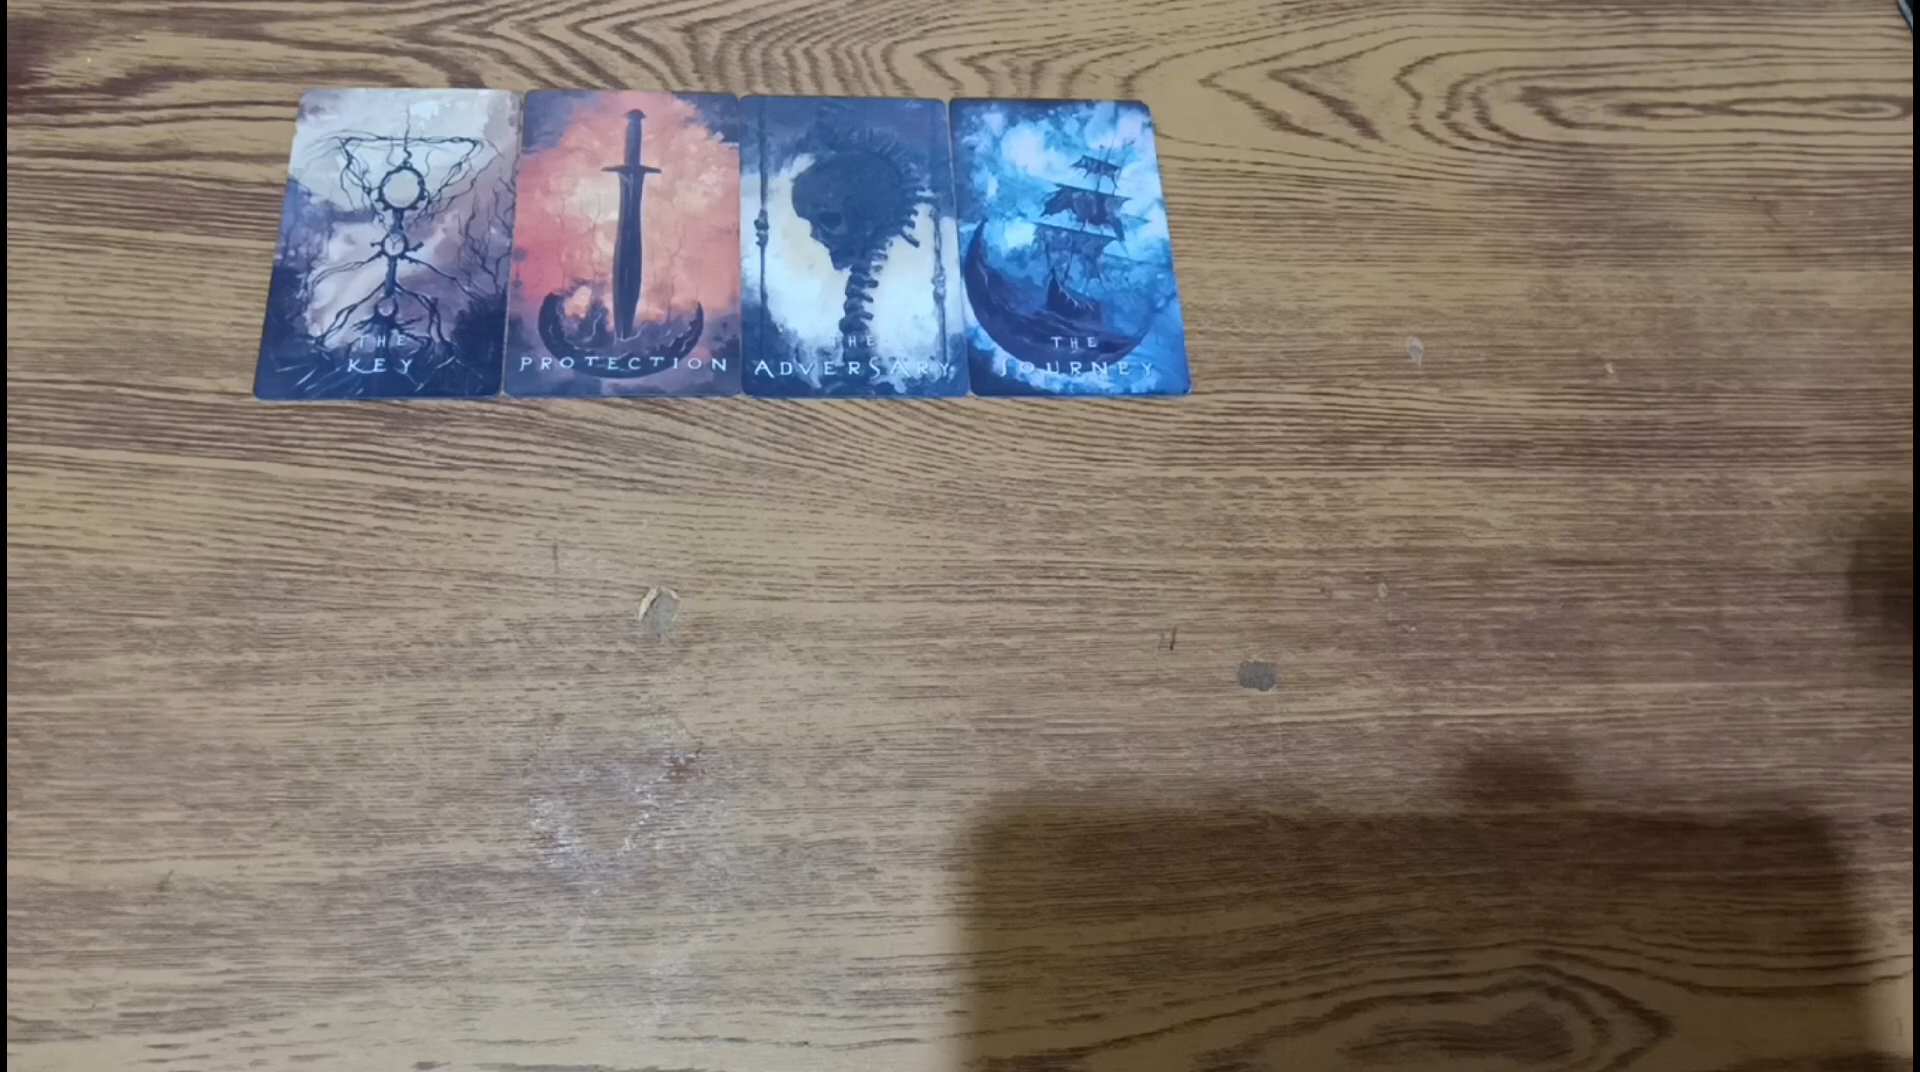 THE
KEY
PROTECTION
THE
ADVERSARY
THE
JOURNEY